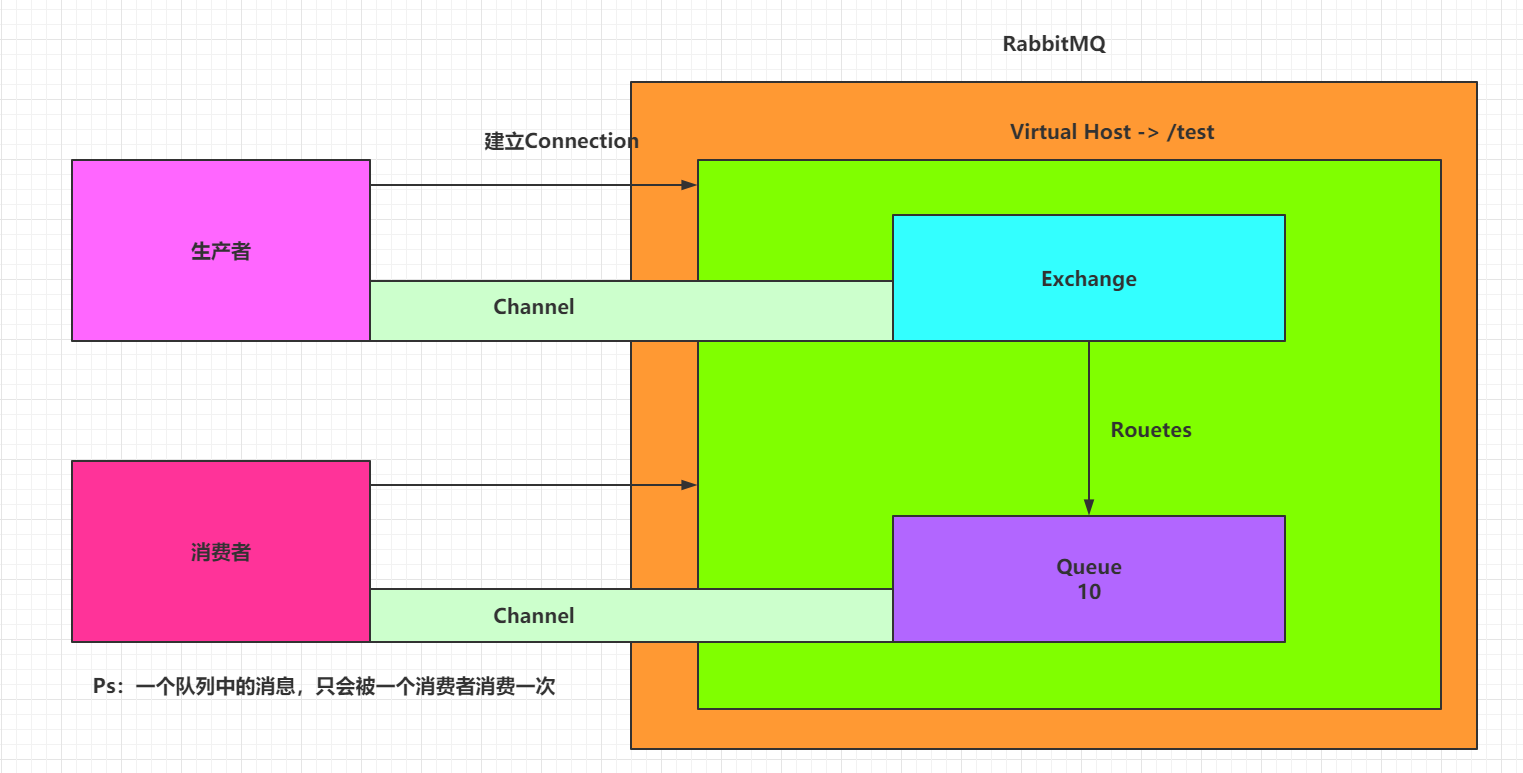 RabbitMQ
Virtual Host -> /test
建立Connection
生产者
Exchange
Channel
Rouetes
消费者
Queue
10
Channel
Ps：一个队列中的消息，只会被一个消费者消费一次